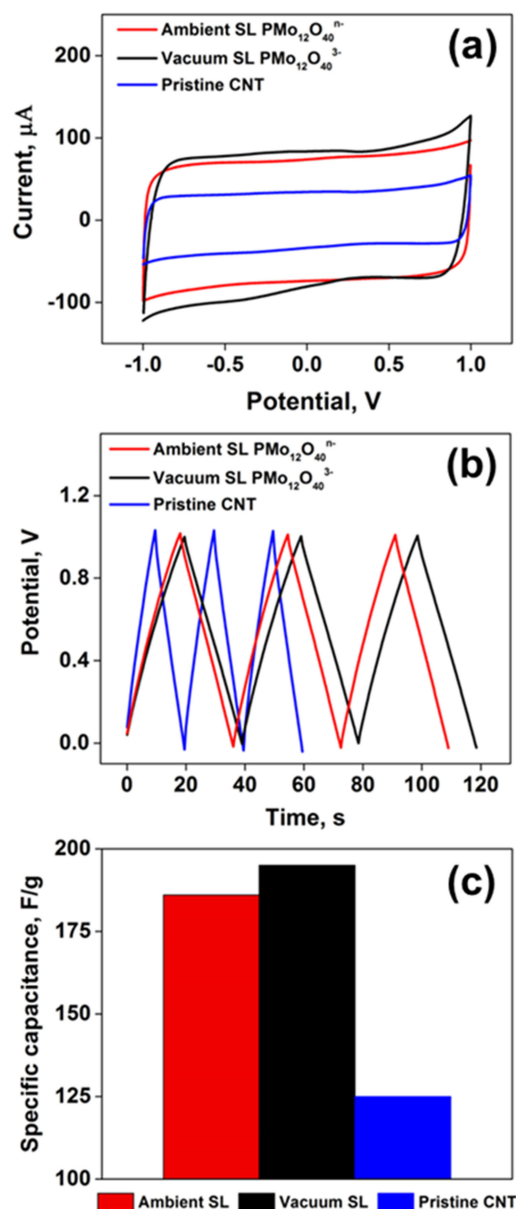 (a)
Ambient SL PMo₁₂O₄₀ⁿ⁻
Vacuum SL PMo₁₂O₄₀³⁻
Pristine CNT
Current, μA
200
100
0
-100
-1.0 -0.5 0.0 0.5 1.0
Potential, V
(b)
Ambient SL PMo₁₂O₄₀ⁿ⁻
Vacuum SL PMo₁₂O₄₀³⁻
Pristine CNT
Potential, V
1.2
0.8
0.4
0.0
0 20 40 60 80 100 120
Time, s
(c)
Specific capacitance, F/g
200
175
150
125
100
Ambient SL Vacuum SL Pristine CNT